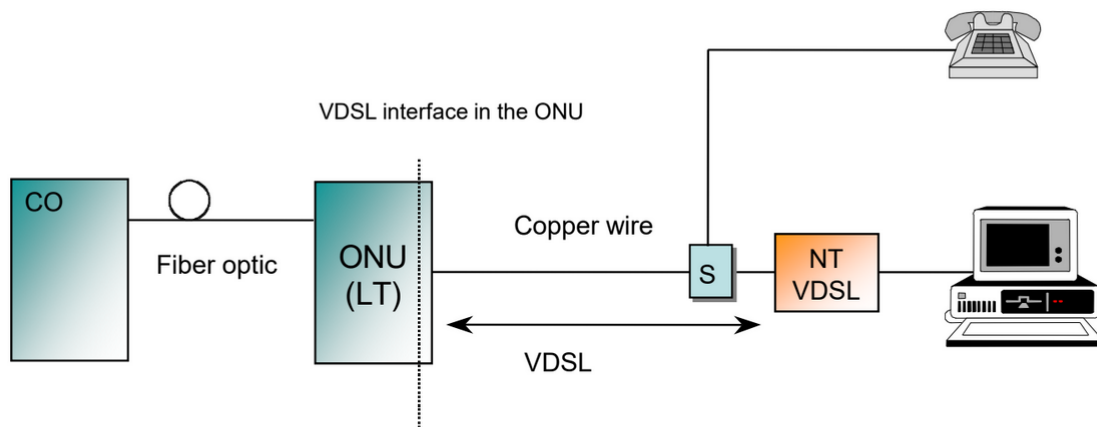 VDSL interface in the ONU
CO
Fiber optic
ONU
(LT)
Copper wire
S
NT
VDSL
VDSL